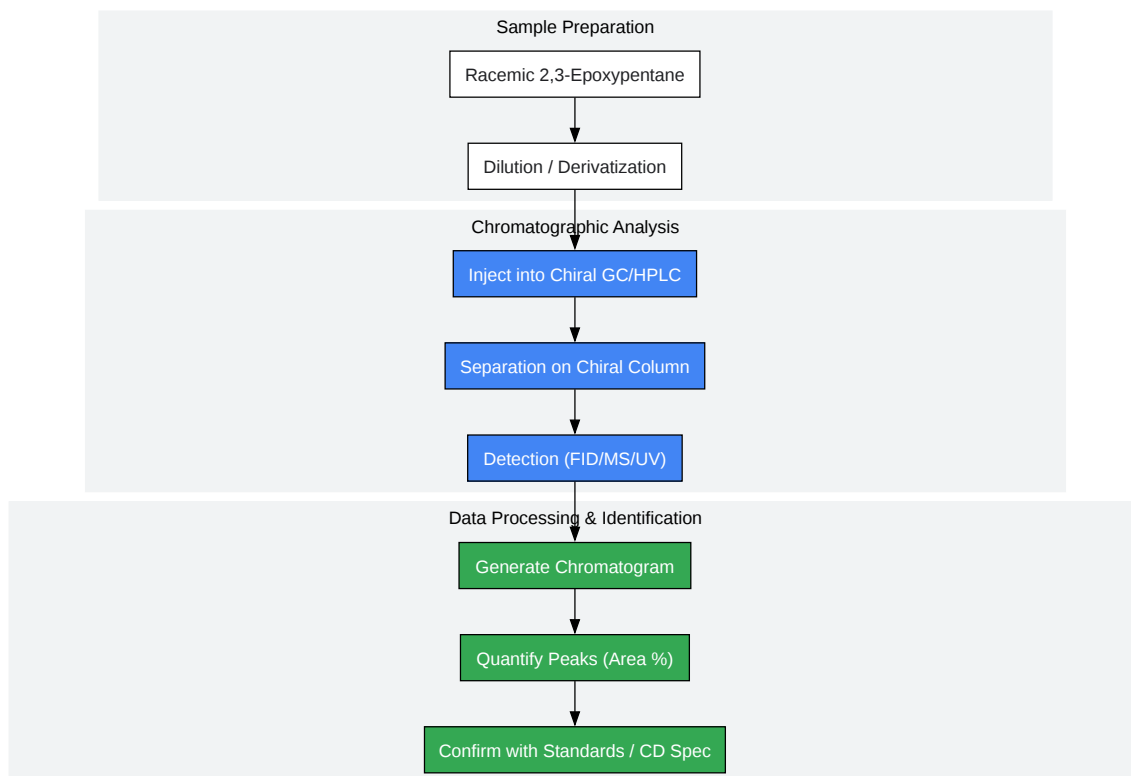 Sample Preparation
Racemic 2,3-Epoxypentane
Dilution / Derivatization
Chromatographic Analysis
Inject into Chiral GC/HPLC
Separation on Chiral Column
Detection (FID/MS/UV)
Data Processing & Identification
Generate Chromatogram
Quantify Peaks (Area %)
Confirm with Standards / CD Spec